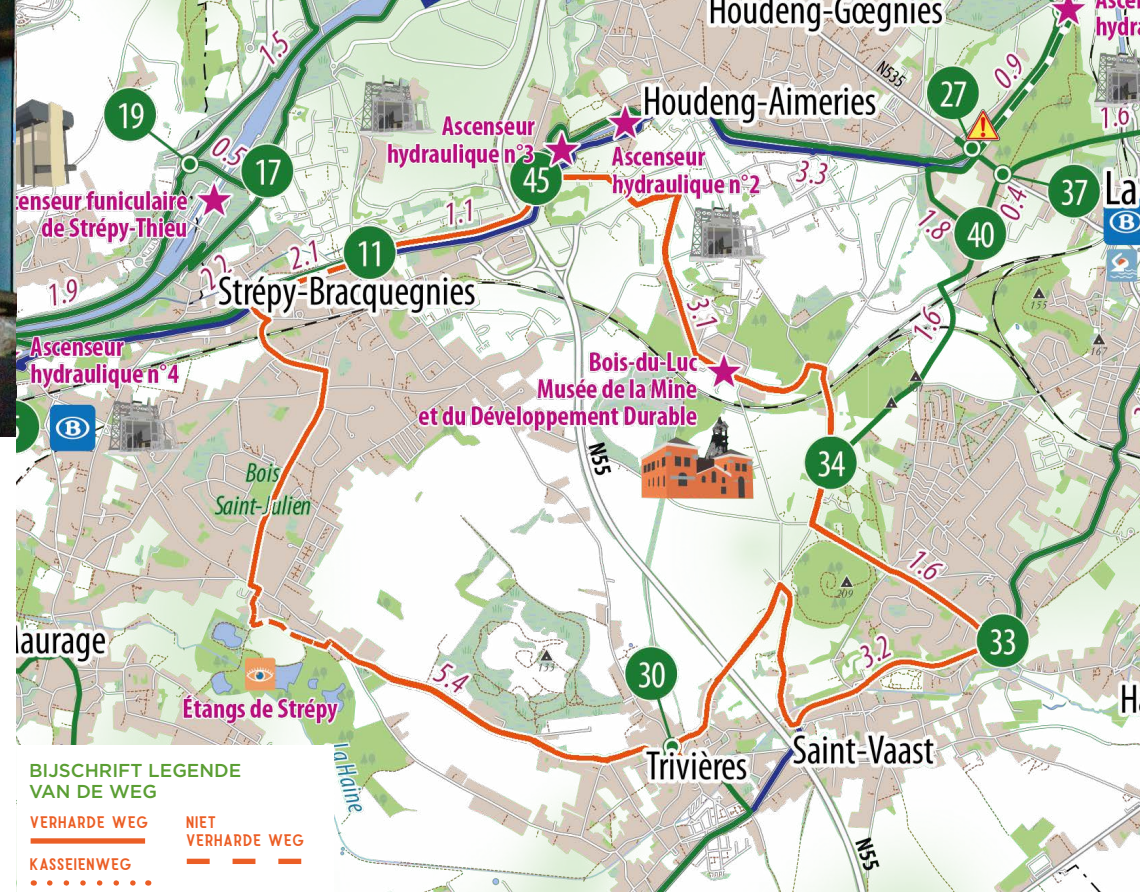 Houdeng-Gœgnies
1.5
N535
0.9
19
27
Houdeng-Aimeries
1.6
Ascenseur
hydraulique n°3
0.5
17
45
Ascenseur
hydraulique n°2
3.3
37
La
B
de Strépy-Thieu
1.1
1.8
0.4
40
11
2.1
2.2
1.9
Strépy-Bracquegnies
155
3.1
1.6
167
Ascenseur
hydraulique n°4
Bois-du-Luc
Musée de la Mine
et du Développement Durable
B
N55
34
Bois
Saint-Julien
1.6
209
33
3.2
133
30
5.4
Étangs de Strépy
Trivières
Saint-Vaast
la Haine
N55
BIJSCHRIFT LEGENDE
VAN DE WEG
VERHARDE WEG
NIET
VERHARDE WEG
KASSEIENWEG